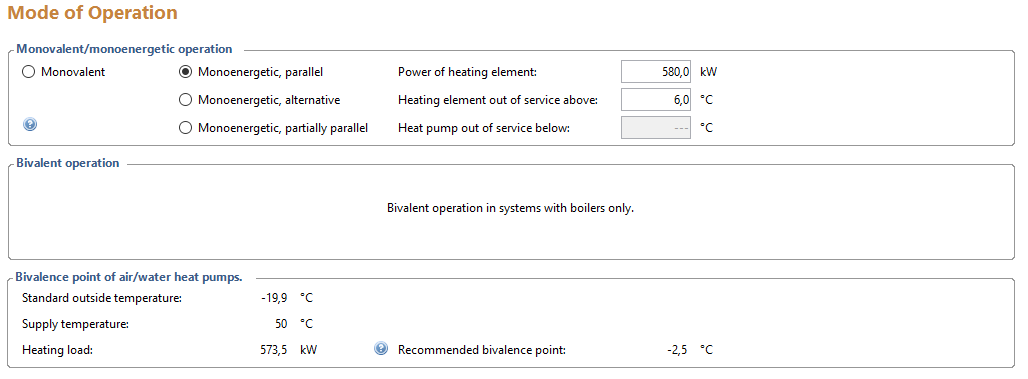 Mode of Operation
Monovalent/monoenergetic operation
Monovalent Monoenergetic, parallel Power of heating element: 580,0 kW
Monoenergetic, alternative Heating element out of service above: 6,0 °C
Monoenergetic, partially parallel Heat pump out of service below: --- °C
Bivalent operation
Bivalent operation in systems with boilers only.
Bivalence point of air/water heat pumps.
Standard outside temperature: -19,9 °C
Supply temperature: 50 °C
Heating load: 573,5 kW Recommended bivalence point: -2,5 °C